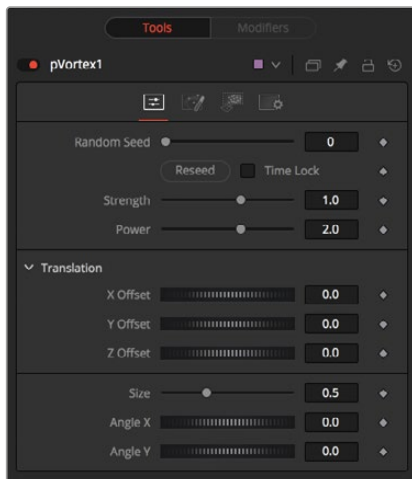 Tools Modifiers
pVortex1
Random Seed 0
Reseed Time Lock
Strength 1.0
Power 2.0
Translation
X Offset 0.0
Y Offset 0.0
Z Offset 0.0
Size 0.5
Angle X 0.0
Angle Y 0.0